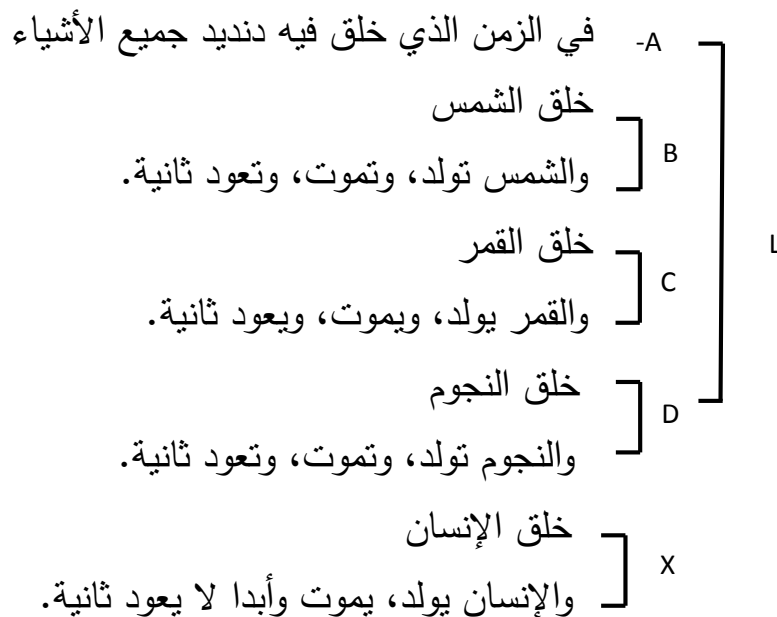 في الزمن الذي خلق فيه دنديد جميع الأشياء -A
خلق الشمس
B
والشمس تولد، وتموت، وتعود ثانية.
خلق القمر
L
C
والقمر يولد، ويموت، ويعود ثانية.
خلق النجوم
D
والنجوم تولد، وتموت، وتعود ثانية.
خلق الإنسان
X
والإنسان يولد، يموت وأبدا لا يعود ثانية.